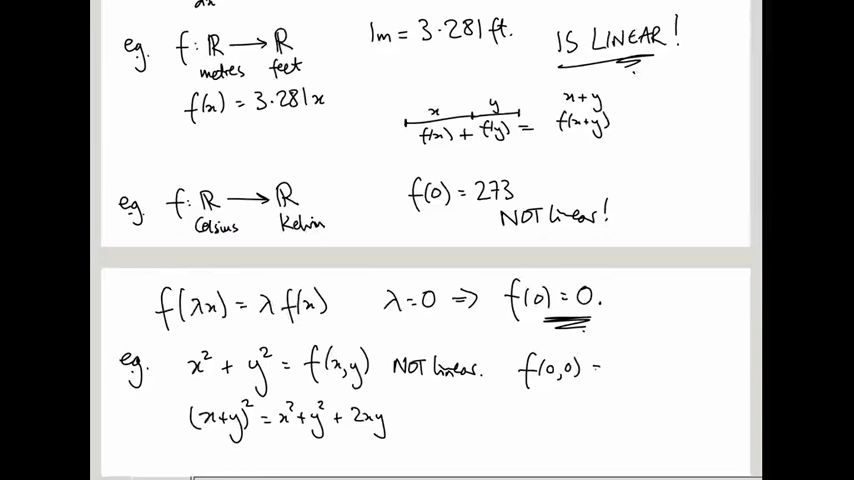 dx
eg. f: ℝ → ℝ 1m = 3.281 ft. IS LINEAR!
metres feet
f(x) = 3.281x
x y x+y
f(x) + f(y) = f(x+y)
eg. f: ℝ → ℝ f(0) = 273
Celsius Kelvin NOT linear!
f(λx) = λ f(x) λ=0 ⇒ f(0) = 0.
eg. x² + y² = f(x,y) NOT linear. f(0,0) =
(x+y)² = x² + y² + 2xy